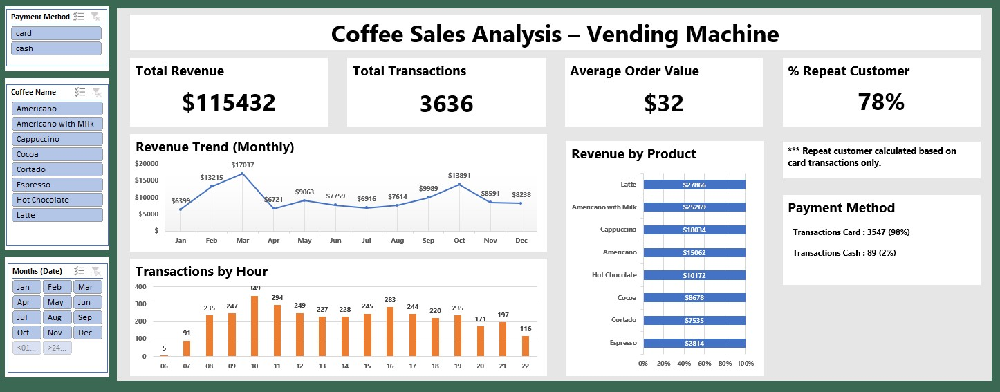 Payment Method
card
cash
Coffee Name
Americano
Americano with Milk
Cappuccino
Cocoa
Cortado
Espresso
Hot Chocolate
Latte
Months (Date)
Jan Feb Mar
Apr May Jun
Jul Aug Sep
Oct Nov Dec
<01... >24...
Coffee Sales Analysis – Vending Machine
Total Revenue
$115432
Total Transactions
3636
Average Order Value
$32
% Repeat Customer
78%
Revenue Trend (Monthly)
$20000
$15000
$10000
$5000
$
$6399 $13215 $17037 $6721 $9063 $7759 $6916 $7614 $9989 $13891 $8591 $8238
Jan Feb Mar Apr May Jun Jul Aug Sep Oct Nov Dec
Transactions by Hour
400
300
200
100
0
5 91 235 247 349 294 249 227 228 245 283 244 220 235 171 197 116
06 07 08 09 10 11 12 13 14 15 16 17 18 19 20 21 22
Revenue by Product
Latte $27866
Americano with Milk $25269
Cappuccino $18034
Americano $15062
Hot Chocolate $10172
Cocoa $8678
Cortado $7535
Espresso $2814
0% 20% 40% 60% 80% 100%
*** Repeat customer calculated based on
card transactions only.
Payment Method
Transactions Card : 3547 (98%)
Transactions Cash : 89 (2%)